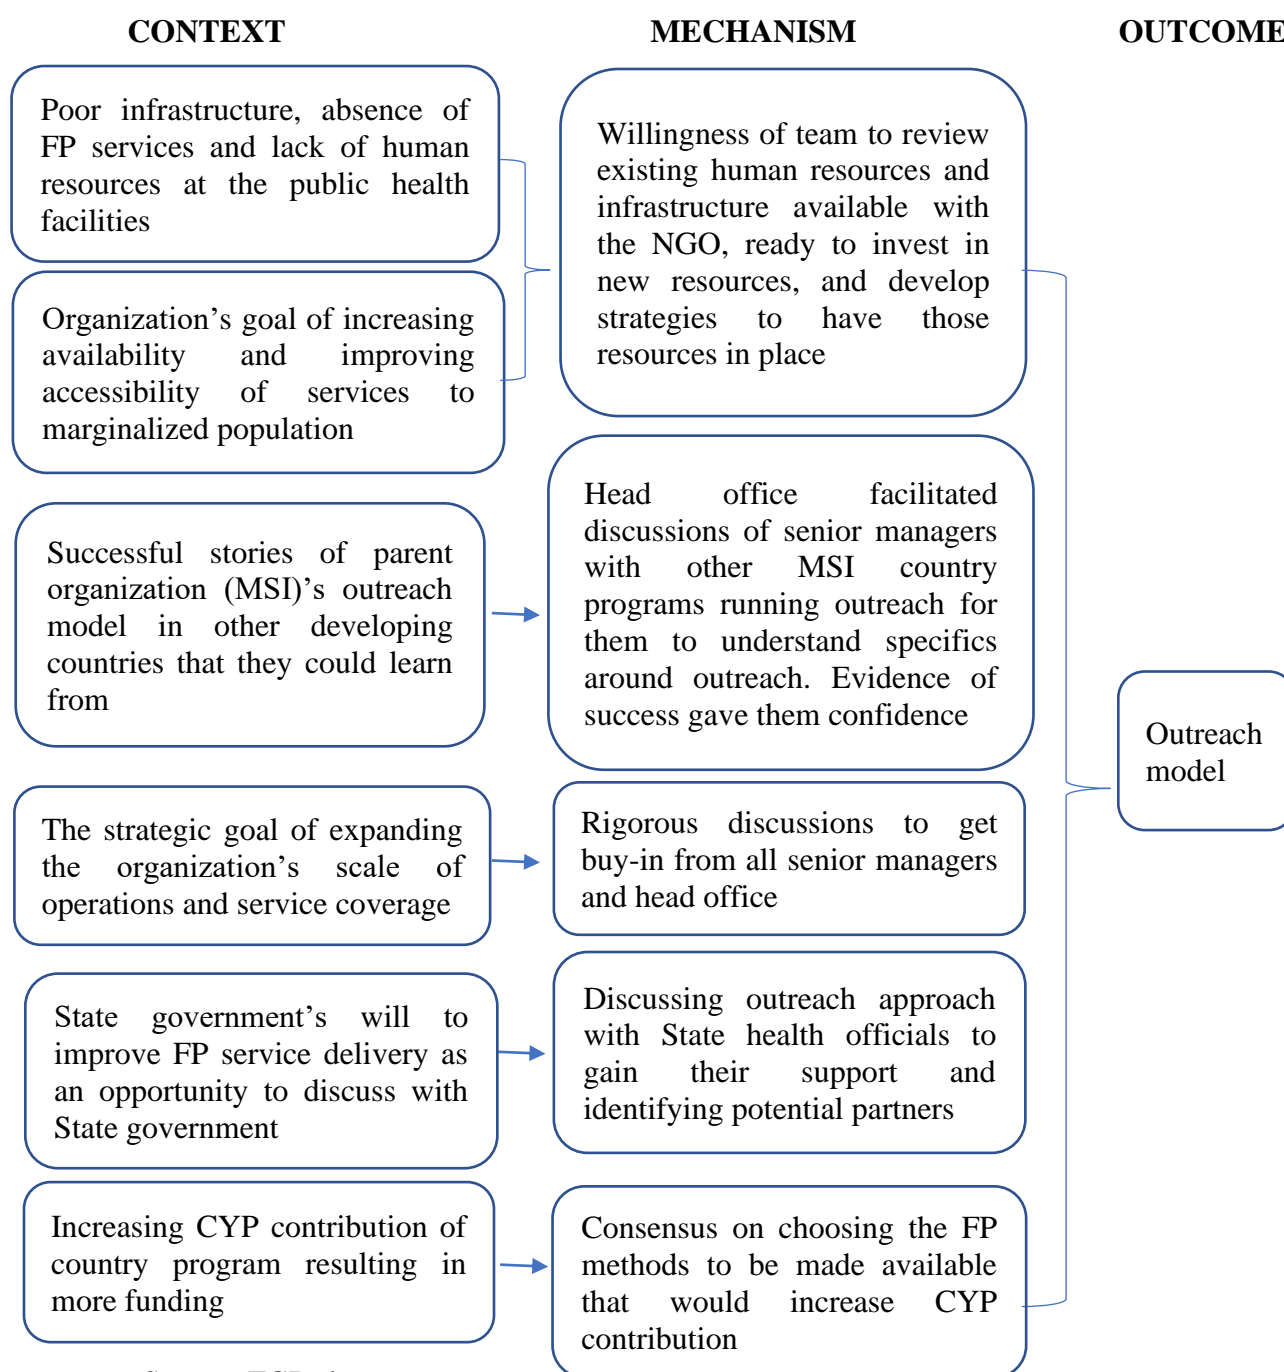 CONTEXT
MECHANISM
OUTCOME
Poor infrastructure, absence of
FP services and lack of human
resources at the public health
facilities
Organization’s goal of increasing
availability and improving
accessibility of services to
marginalized population
Willingness of team to review
existing human resources and
infrastructure available with
the NGO, ready to invest in
new resources, and develop
strategies to have those
resources in place
Successful stories of parent
organization (MSI)’s outreach
model in other developing
countries that they could learn
from
Head office facilitated
discussions of senior managers
with other MSI country
programs running outreach for
them to understand specifics
around outreach. Evidence of
success gave them confidence
The strategic goal of expanding
the organization’s scale of
operations and service coverage
Rigorous discussions to get
buy-in from all senior managers
and head office
State government’s will to
improve FP service delivery as
an opportunity to discuss with
State government
Discussing outreach approach
with State health officials to
gain their support and
identifying potential partners
Increasing CYP contribution of
country program resulting in
more funding
Consensus on choosing the FP
methods to be made available
that would increase CYP
contribution
Outreach
model